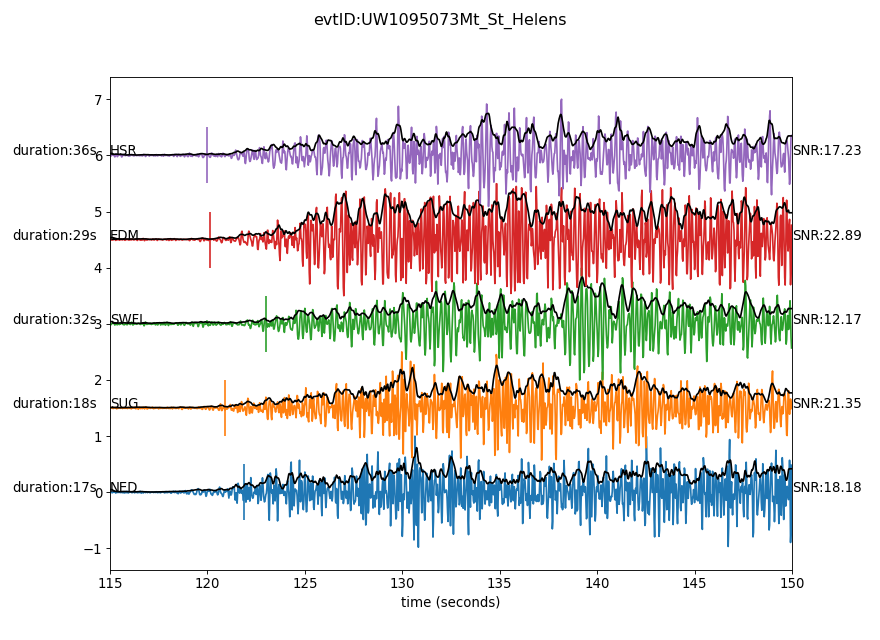 evtID:UW1095073Mt_St_Helens
7
duration:36s HSR SNR:17.23
6
5
duration:29s EDM SNR:22.89
4
duration:32s SWFL SNR:12.17
3
2
duration:18s SUG SNR:21.35
1
duration:17s NED SNR:18.18
0
−1
115 120 125 130 135 140 145 150
time (seconds)